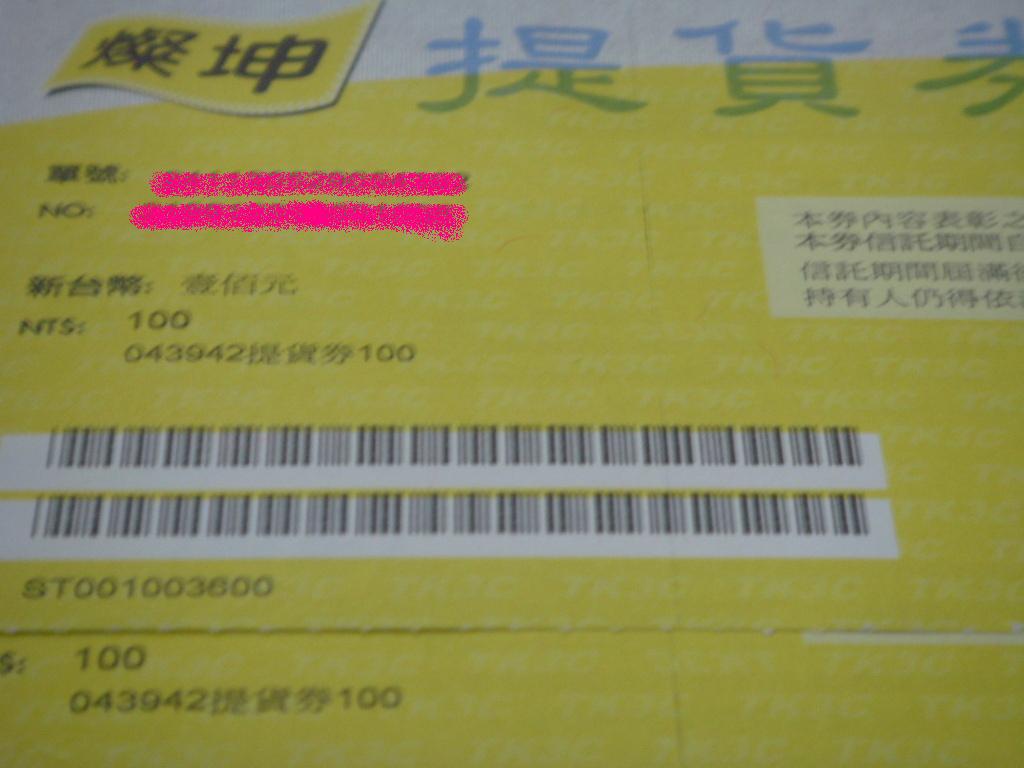 燦坤 提貨券
單號:
NO:
新台幣: 壹佰元
NT$: 100
043942提貨券100
本券內容表彰之
本券信託期間自
信託期間屆滿後
持有人仍得依
ST001003600
$: 100
043942提貨券100
TK3C